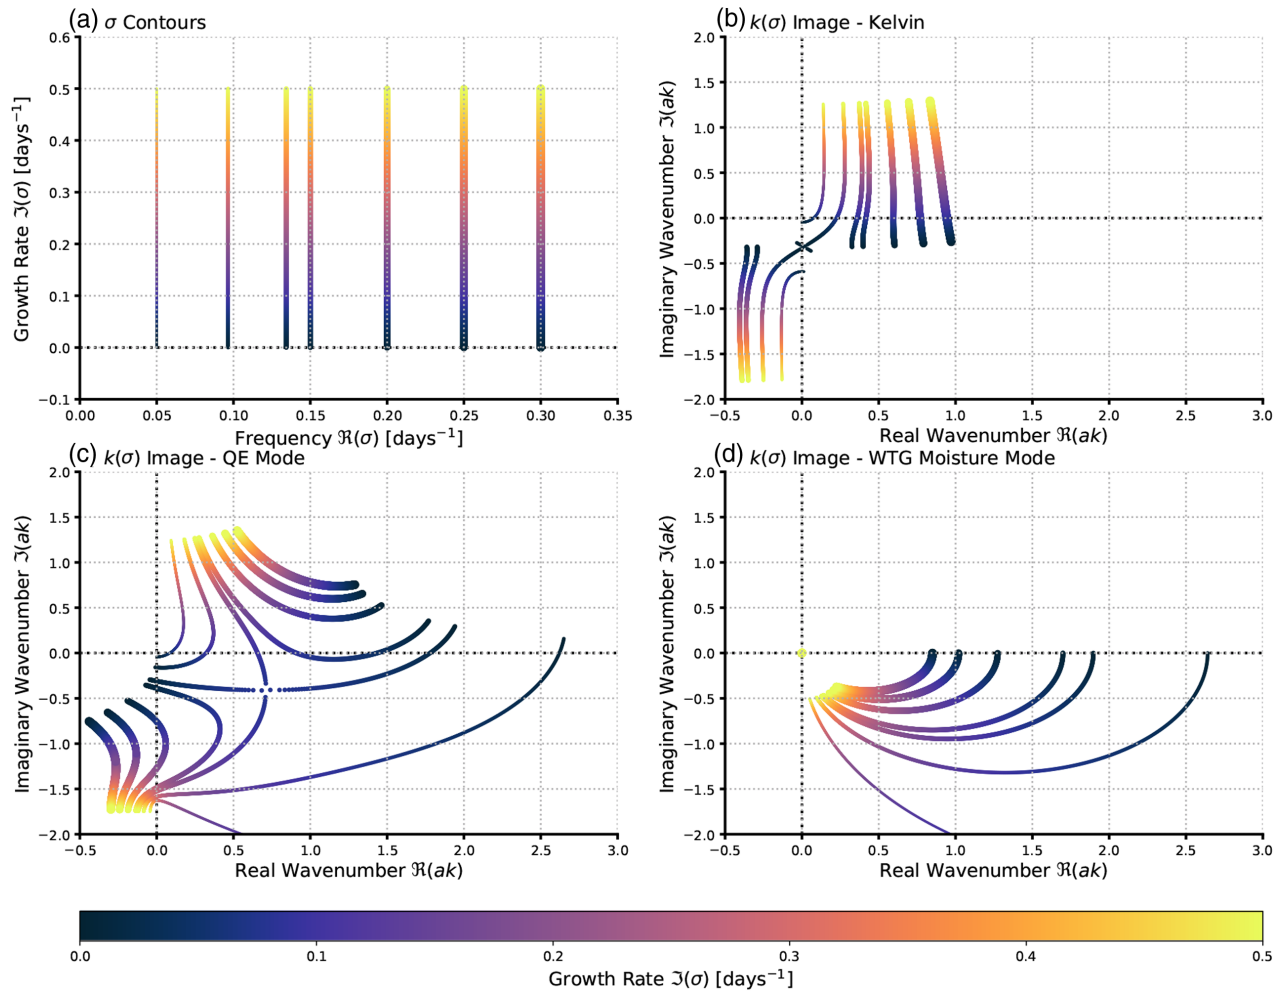 (a) σ Contours
0.6
0.5
0.4
0.3
0.2
0.1
0.0
−0.1
Growth Rate ℑ(σ) [days⁻¹]
0.00 0.05 0.10 0.15 0.20 0.25 0.30 0.35
Frequency ℜ(σ) [days⁻¹]
(b) k(σ) Image - Kelvin
2.0
1.5
1.0
0.5
0.0
−0.5
−1.0
−1.5
−2.0
Imaginary Wavenumber ℑ(ak)
−0.5 0.0 0.5 1.0 1.5 2.0 2.5 3.0
Real Wavenumber ℜ(ak)
(c) k(σ) Image - QE Mode
2.0
1.5
1.0
0.5
0.0
−0.5
−1.0
−1.5
−2.0
Imaginary Wavenumber ℑ(ak)
−0.5 0.0 0.5 1.0 1.5 2.0 2.5 3.0
Real Wavenumber ℜ(ak)
(d) k(σ) Image - WTG Moisture Mode
2.0
1.5
1.0
0.5
0.0
−0.5
−1.0
−1.5
−2.0
Imaginary Wavenumber ℑ(ak)
−0.5 0.0 0.5 1.0 1.5 2.0 2.5 3.0
Real Wavenumber ℜ(ak)
0.0 0.1 0.2 0.3 0.4 0.5
Growth Rate ℑ(σ) [days⁻¹]